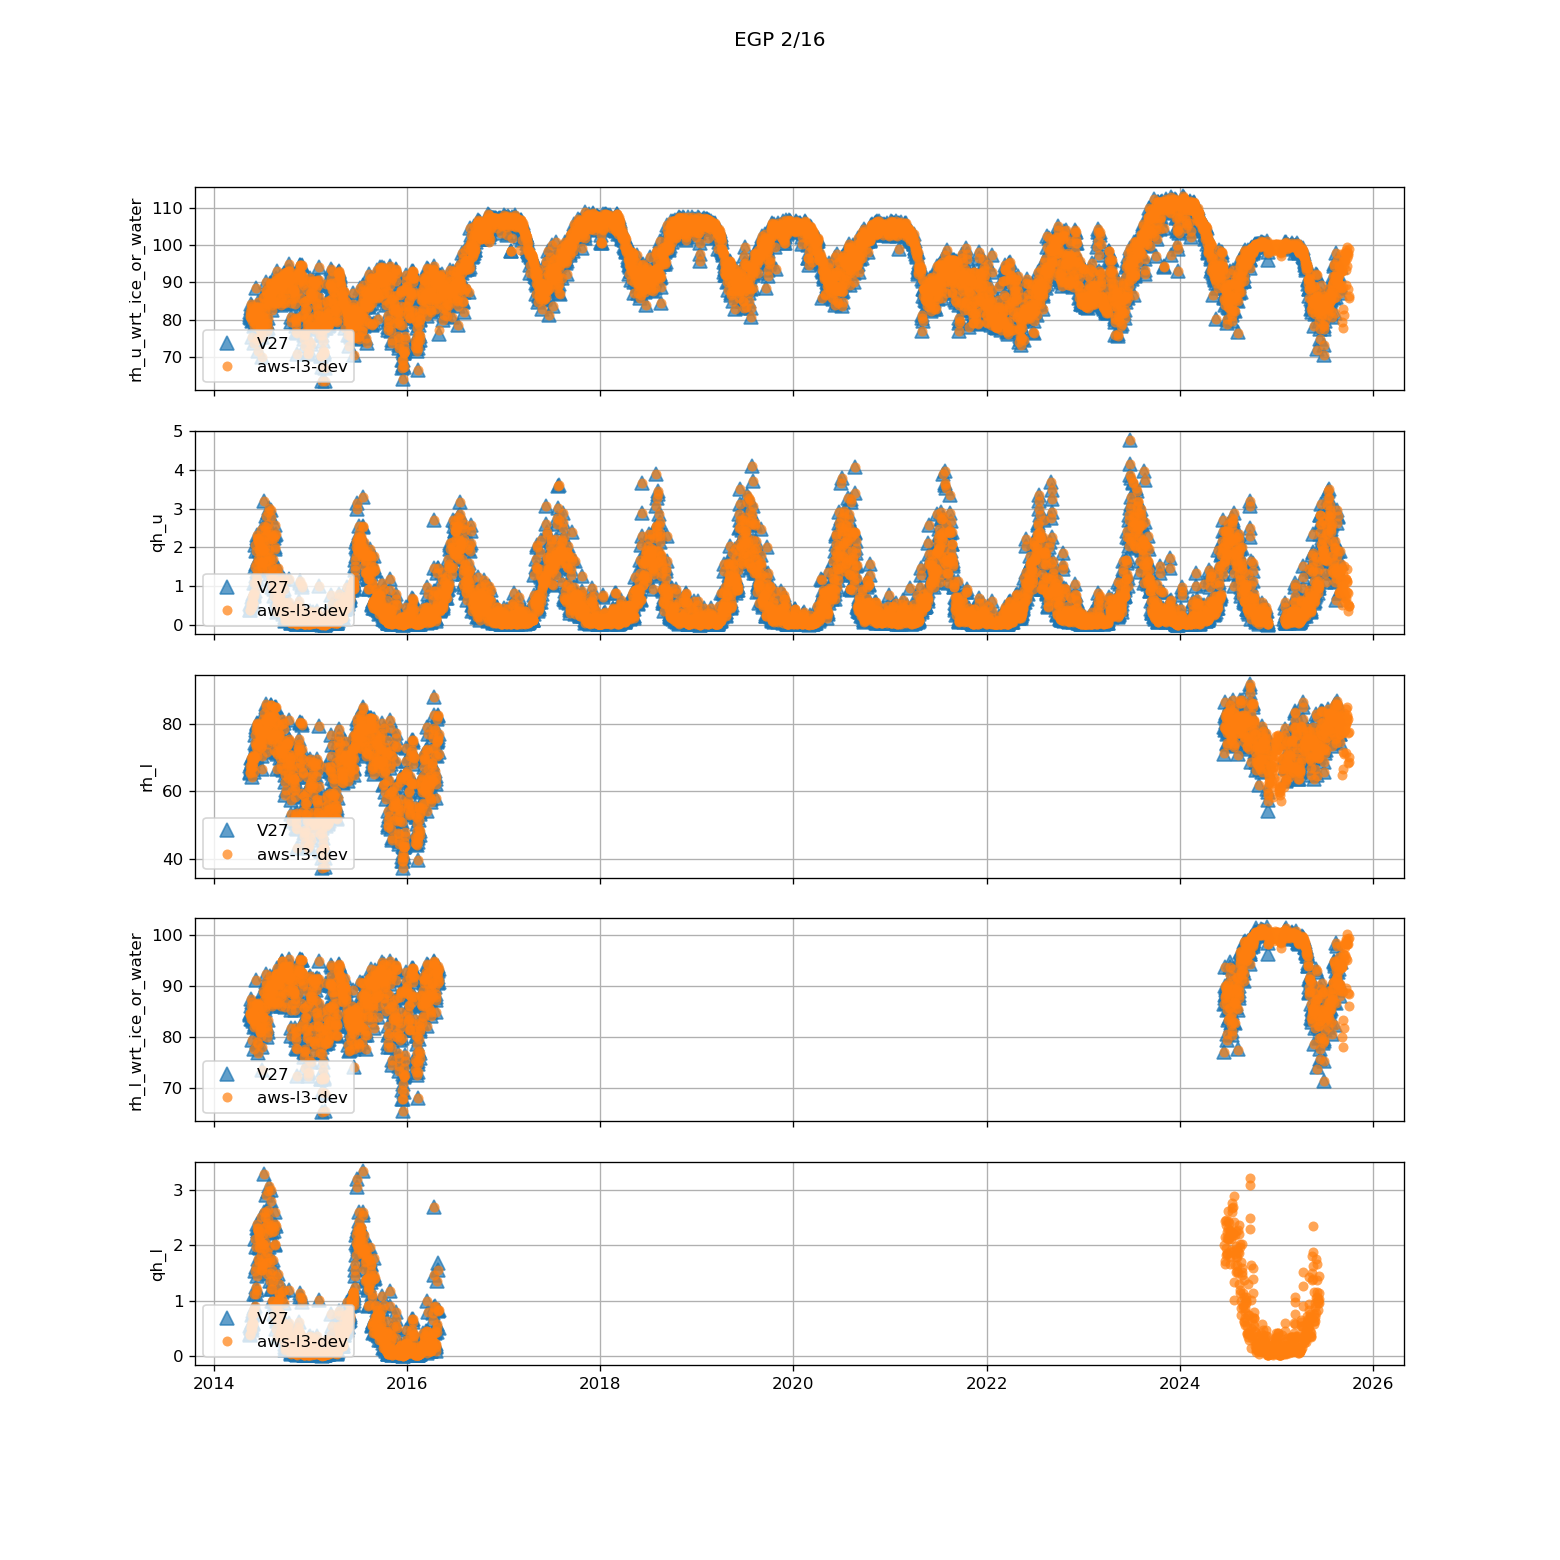 EGP 2/16
rh_u_wrt_ice_or_water
110
100
90
80
70
V27
aws-l3-dev
qh_u
5
4
3
2
1
0
V27
aws-l3-dev
rh_l
80
60
40
V27
aws-l3-dev
rh_l_wrt_ice_or_water
100
90
80
70
V27
aws-l3-dev
qh_l
3
2
1
0
V27
aws-l3-dev
2014 2016 2018 2020 2022 2024 2026